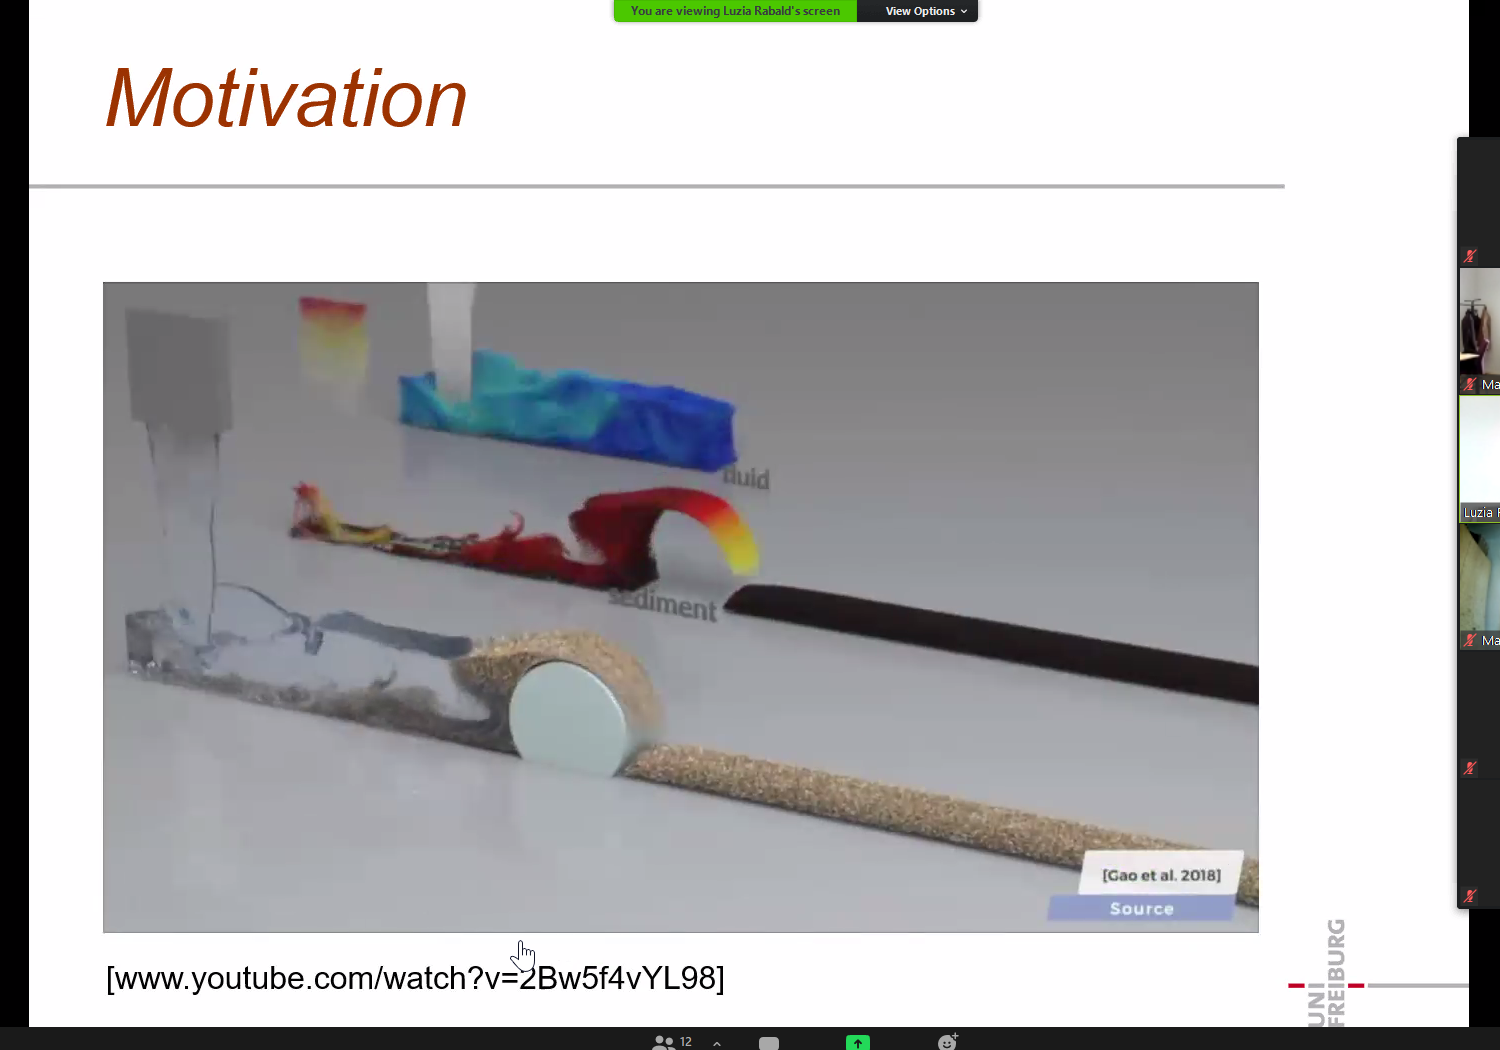 You are viewing Luzia Rabald's screen
View Options
Motivation
fluid
sediment
[Gao et al. 2018]
Source
[www.youtube.com/watch?v=2Bw5f4vYL98]
UNI
FREIBURG
Ma
Luzia
Ma
12